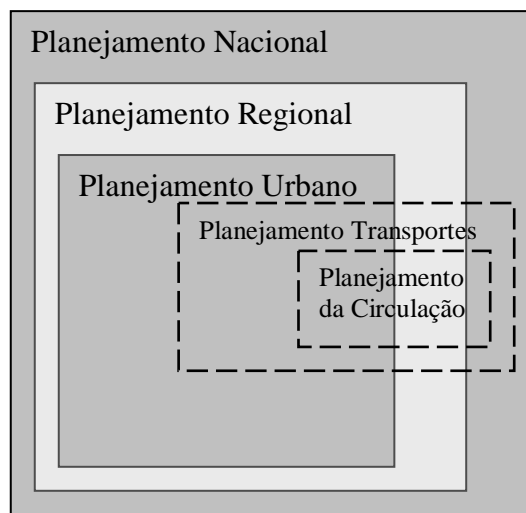 Planejamento Nacional
Planejamento Regional
Planejamento Urbano
Planejamento Transportes
Planejamento
da Circulação